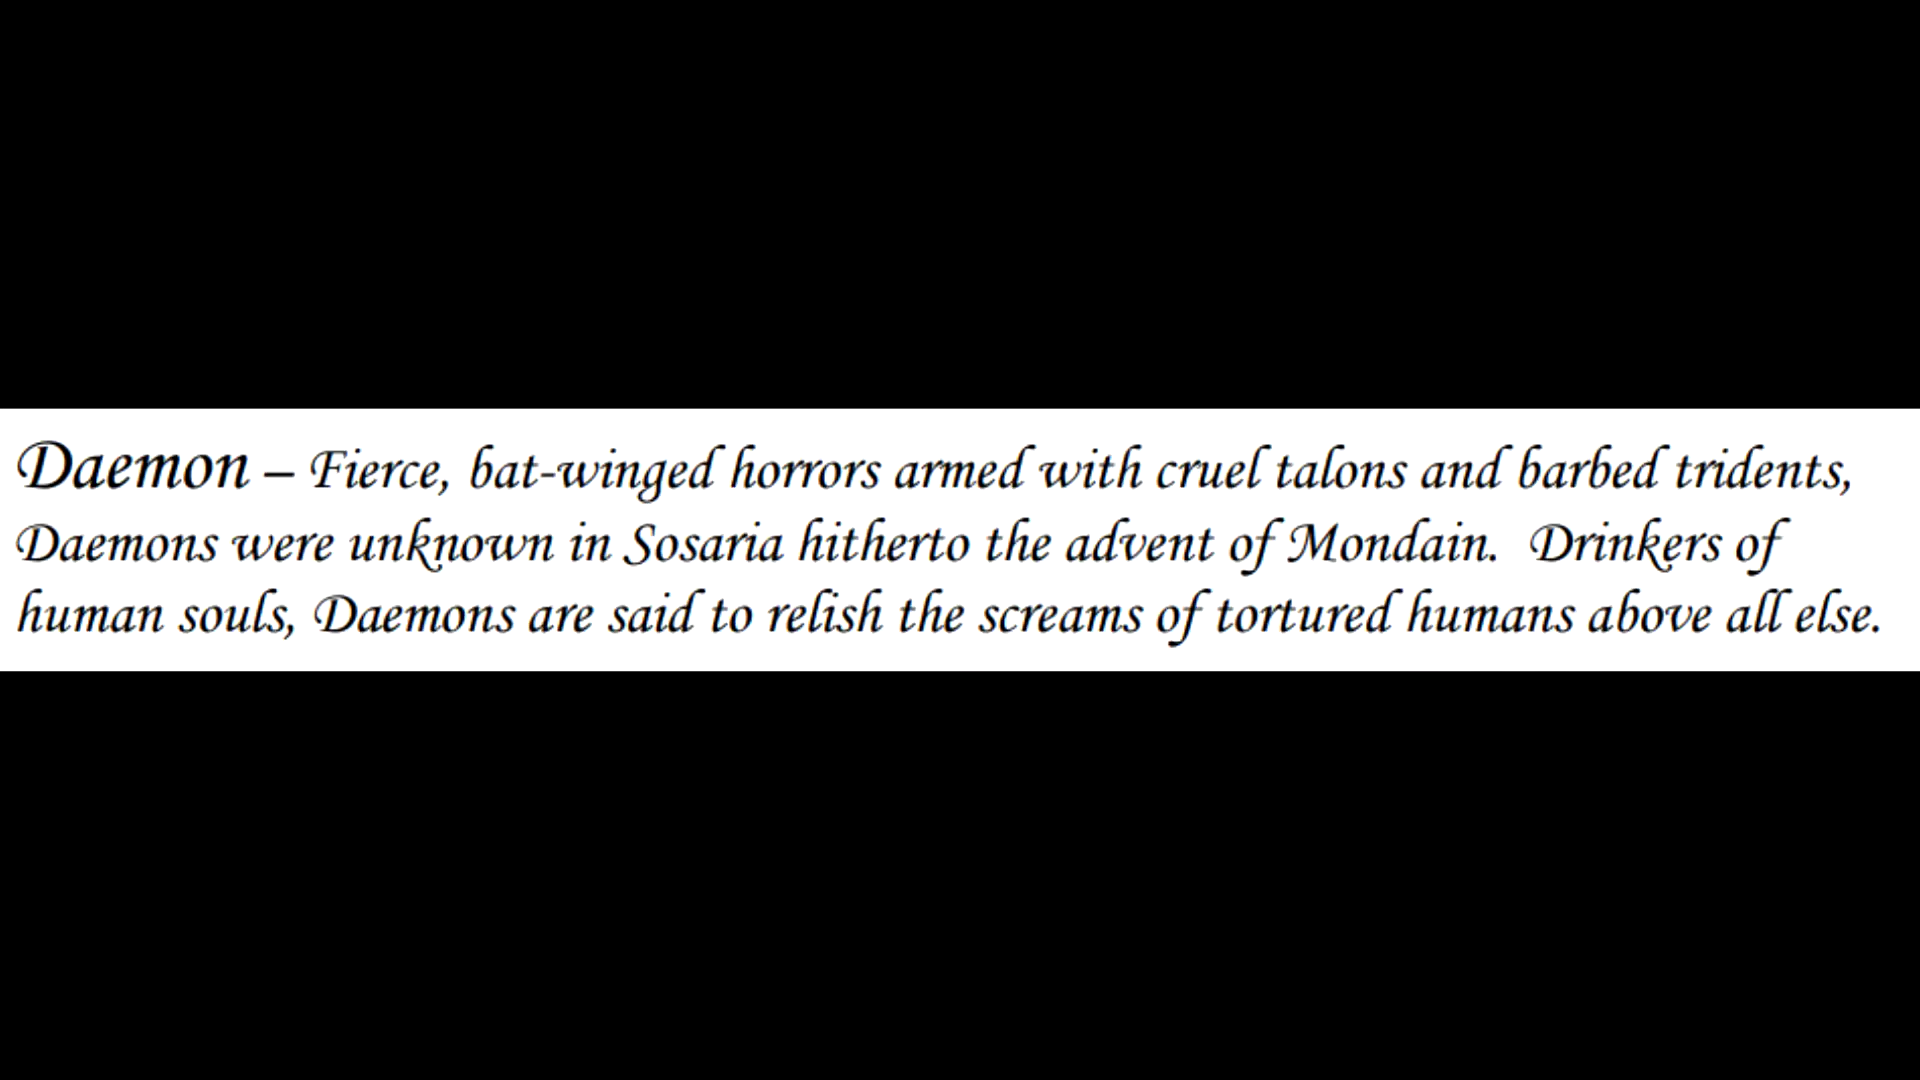 Daemon – Fierce, bat-winged horrors armed with cruel talons and barbed tridents,
Daemons were unknown in Sosaria hitherto the advent of Mondain.  Drinkers of
human souls, Daemons are said to relish the screams of tortured humans above all else.